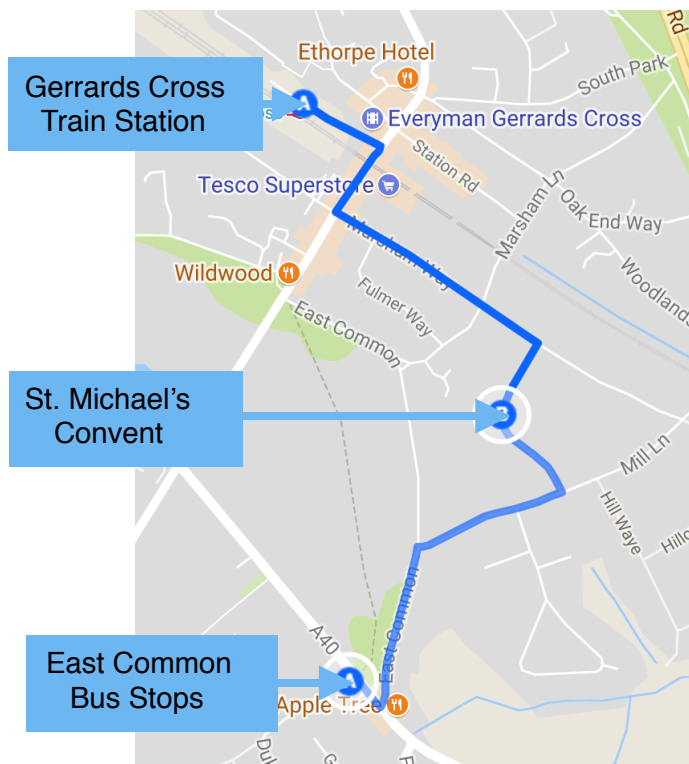 Ethorpe Hotel
Rd
South Park
Gerrards Cross
Train Station
A
Everyman Gerrards Cross
Station Rd
Tesco Superstore
Marsham Ln
Oak End Way
Marsham Way
Woodlands
Wildwood
Fulmer Way
East Common
St. Michael's
Convent
B
Mill Ln
Hill Waye
East Common
A40
East Common
Bus Stops
A
Apple Tree